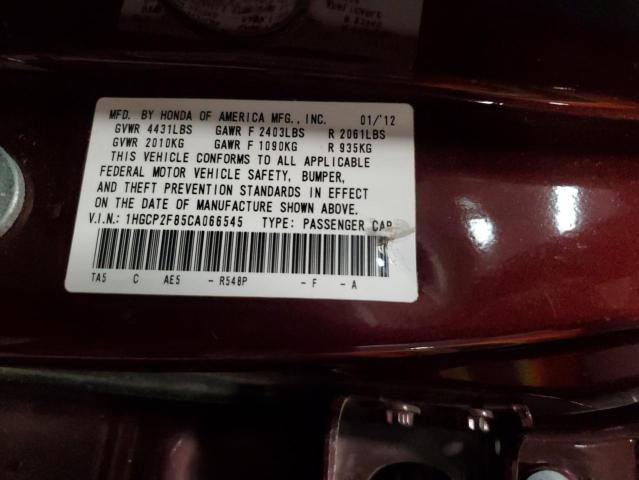 MFD. BY HONDA OF AMERICA MFG., INC. 01/'12
GVWR 4431LBS GAWR F 2403LBS R 2061LBS
GVWR 2010KG GAWR F 1090KG R 935KG
THIS VEHICLE CONFORMS TO ALL APPLICABLE
FEDERAL MOTOR VEHICLE SAFETY, BUMPER,
AND THEFT PREVENTION STANDARDS IN EFFECT
ON THE DATE OF MANUFACTURE SHOWN ABOVE.
V.I.N.: 1HGCP2F85CA066545 TYPE: PASSENGER CAR
TA5 C AE5 - R548P - F - A